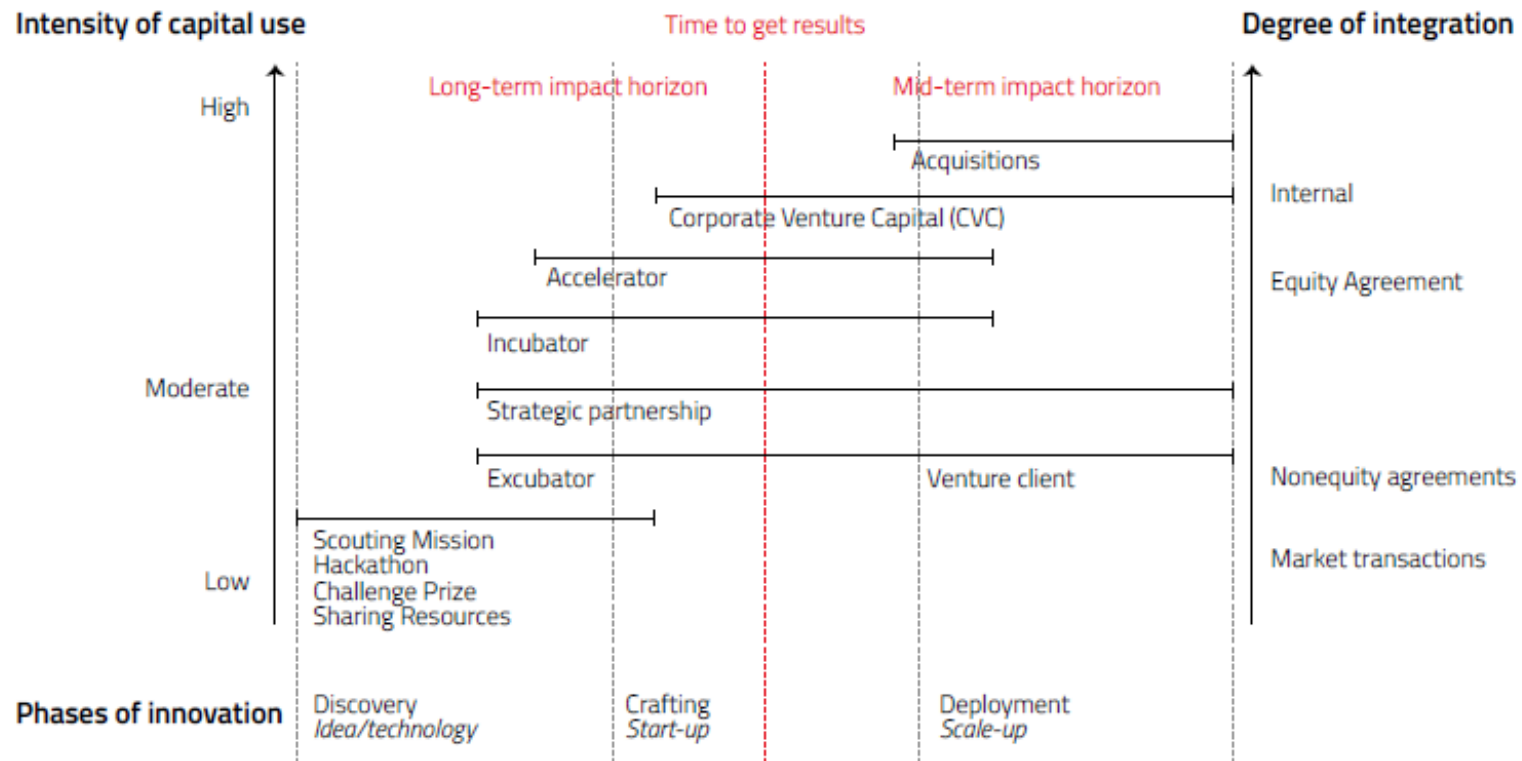 Intensity of capital use
Time to get results
Degree of integration
Long-term impact horizon
Mid-term impact horizon
High
Acquisitions
Internal
Corporate Venture Capital (CVC)
Accelerator
Equity Agreement
Incubator
Moderate
Strategic partnership
Excubator
Venture client
Nonequity agreements
Scouting Mission
Hackathon
Challenge Prize
Sharing Resources
Low
Market transactions
Phases of innovation
Discovery
Idea/technology
Crafting
Start-up
Deployment
Scale-up